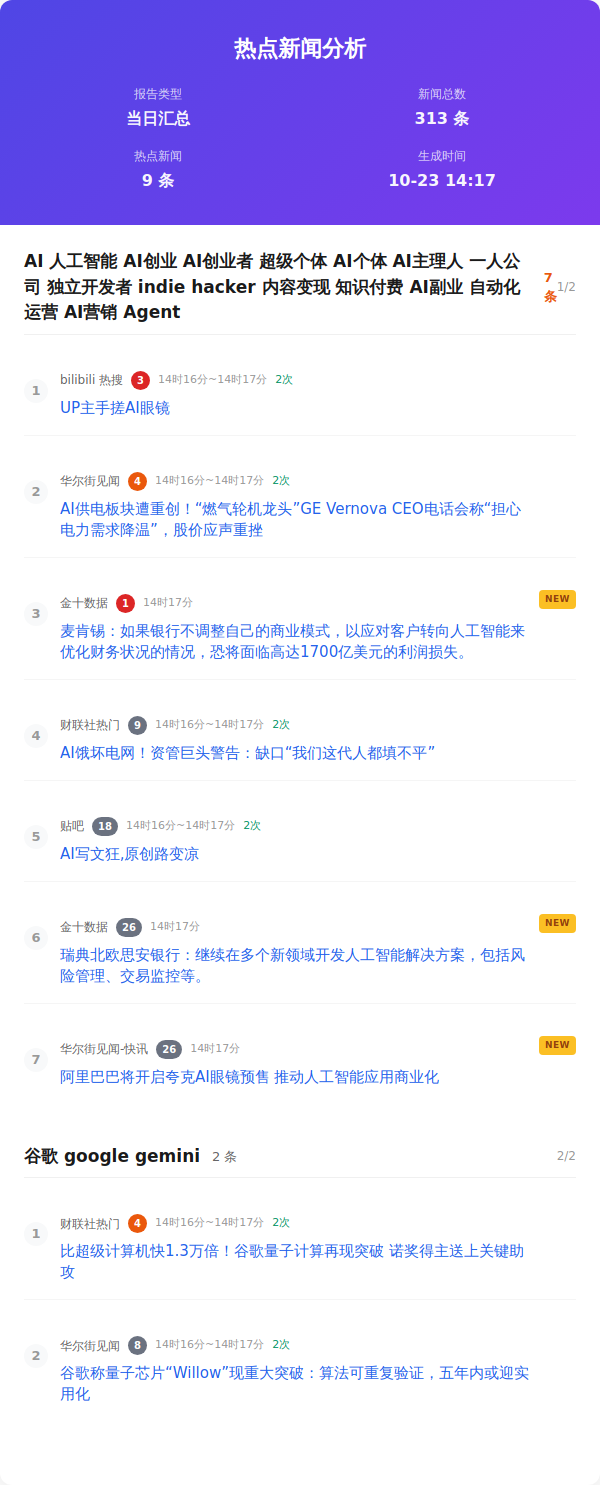 热点新闻分析
报告类型
当日汇总
新闻总数
313 条
热点新闻
9 条
生成时间
10-23 14:17
AI 人工智能 AI创业 AI创业者 超级个体 AI个体 AI主理人 一人公
司 独立开发者 indie hacker 内容变现 知识付费 AI副业 自动化
运营 AI营销 Agent
7
条
1/2
1
bilibili 热搜 3 14时16分~14时17分 2次
UP主手搓AI眼镜
2
华尔街见闻 4 14时16分~14时17分 2次
AI供电板块遭重创！“燃气轮机龙头”GE Vernova CEO电话会称“担心
电力需求降温”，股价应声重挫
3
金十数据 1 14时17分
NEW
麦肯锡：如果银行不调整自己的商业模式，以应对客户转向人工智能来
优化财务状况的情况，恐将面临高达1700亿美元的利润损失。
4
财联社热门 9 14时16分~14时17分 2次
AI饿坏电网！资管巨头警告：缺口“我们这代人都填不平”
5
贴吧 18 14时16分~14时17分 2次
AI写文狂,原创路变凉
6
金十数据 26 14时17分
NEW
瑞典北欧思安银行：继续在多个新领域开发人工智能解决方案，包括风
险管理、交易监控等。
7
华尔街见闻-快讯 26 14时17分
NEW
阿里巴巴将开启夸克AI眼镜预售 推动人工智能应用商业化
谷歌 google gemini 2 条
2/2
1
财联社热门 4 14时16分~14时17分 2次
比超级计算机快1.3万倍！谷歌量子计算再现突破 诺奖得主送上关键助
攻
2
华尔街见闻 8 14时16分~14时17分 2次
谷歌称量子芯片“Willow”现重大突破：算法可重复验证，五年内或迎实
用化